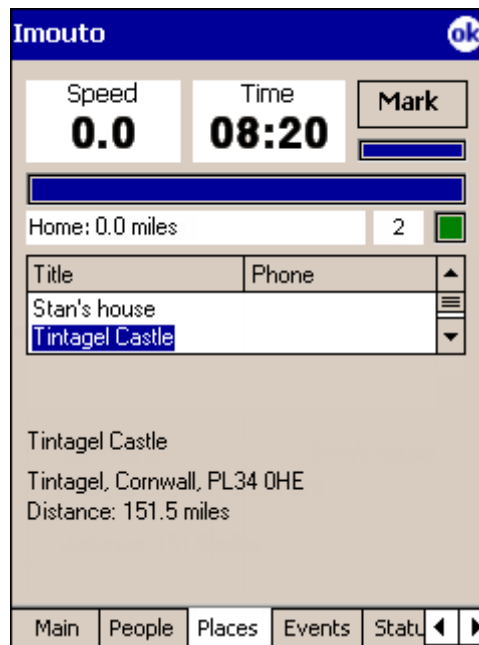 Imouto ok
Speed Time Mark
0.0 08:20
Home: 0.0 miles 2
Title Phone
Stan's house
Tintagel Castle
Tintagel Castle
Tintagel, Cornwall, PL34 0HE
Distance: 151.5 miles
Main People Places Events Statu